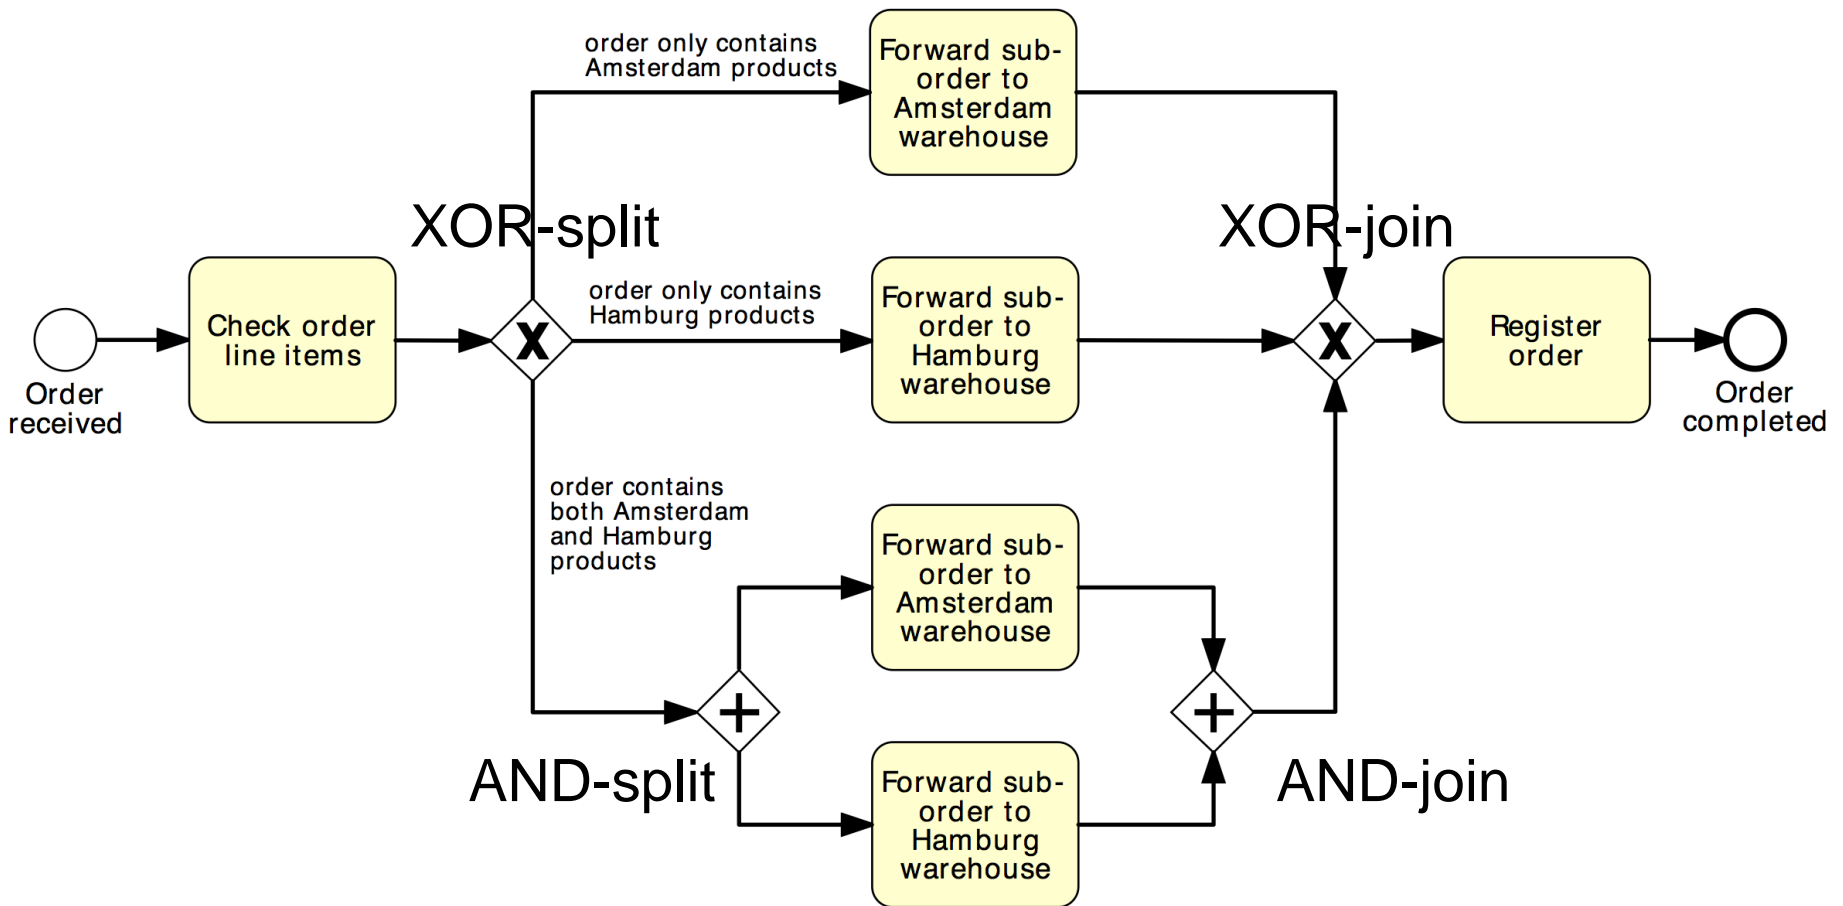 order only contains
Amsterdam products
Forward sub-
order to
Amsterdam
warehouse
XOR-split
XOR-join
Order
received
Check order
line items
X
order only contains
Hamburg products
Forward sub-
order to
Hamburg
warehouse
X
Register
order
Order
completed
order contains
both Amsterdam
and Hamburg
products
Forward sub-
order to
Amsterdam
warehouse
+
+
AND-split
AND-join
Forward sub-
order to
Hamburg
warehouse